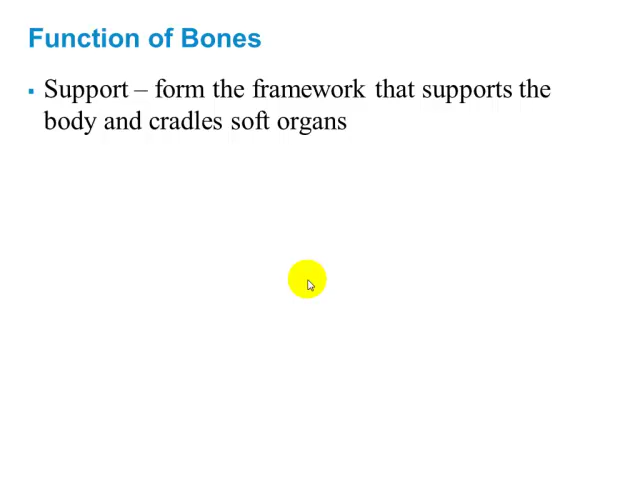 Function of Bones
▪ Support – form the framework that supports the
body and cradles soft organs